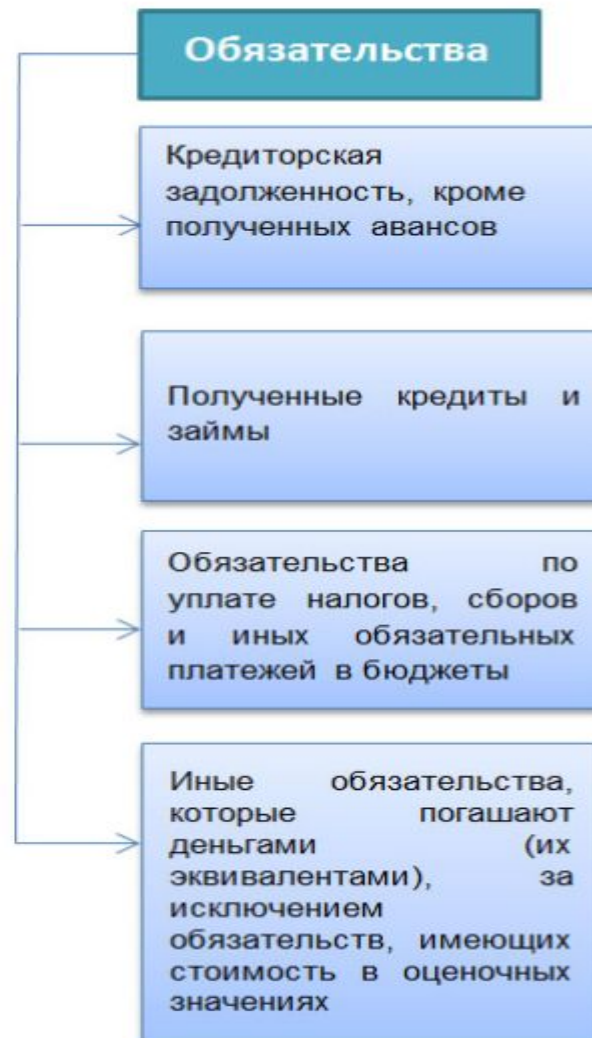 Обязательства
Кредиторская
задолженность, кроме
полученных авансов
Полученные кредиты и
займы
Обязательства по
уплате налогов, сборов
и иных обязательных
платежей в бюджеты
Иные обязательства,
которые погашают
деньгами (их
эквивалентами), за
исключением
обязательств, имеющих
стоимость в оценочных
значениях